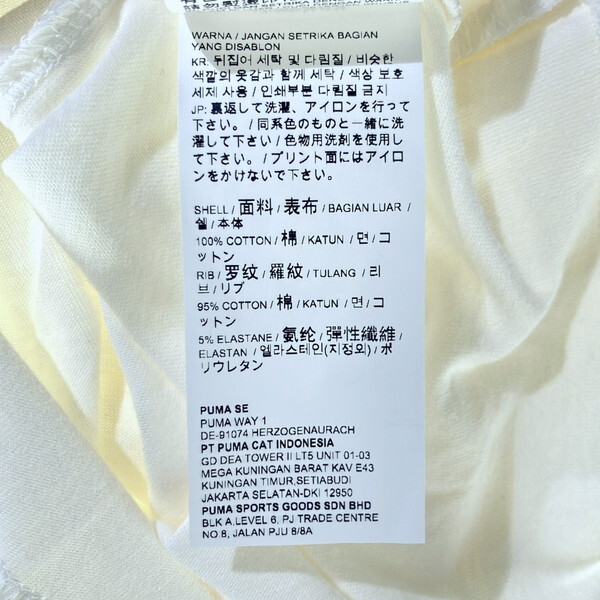 WARNA / JANGAN SETRIKA BAGIAN
YANG DISABLON
KR: 뒤집어 세탁 및 다림질 / 비슷한
색깔의 옷감과 함께 세탁 / 색상 보호
세제 사용 / 인쇄부분 다림질 금지
JP: 裏返して洗濯、アイロンを行って
下さい。 / 同系色のものと一緒に洗
濯して下さい / 色物用洗剤を使用し
て下さい。 / プリント面にはアイロ
ンをかけないで下さい。
SHELL / 面料 / 表布 / BAGIAN LUAR /
쉘 / 本体
100% COTTON / 棉 / KATUN / 면 / コ
ットン
RIB / 罗纹 / 羅紋 / TULANG / 리
브 / リブ
95% COTTON / 棉 / KATUN / 면 / コ
ットン
5% ELASTANE / 氨纶 / 彈性纖維 /
ELASTAN / 엘라스테인(지정외) / ポ
リウレタン
PUMA SE
PUMA WAY 1
DE-91074 HERZOGENAURACH
PT PUMA CAT INDONESIA
GD DEA TOWER II LT5 UNIT 01-03
MEGA KUNINGAN BARAT KAV E43
KUNINGAN TIMUR,SETIABUDI
JAKARTA SELATAN-DKI 12950
PUMA SPORTS GOODS SDN BHD
BLK A,LEVEL 6, PJ TRADE CENTRE
NO.8, JALAN PJU 8/8A